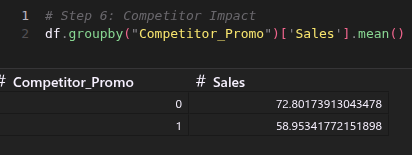 1 # Step 6: Competitor Impact
2 df.groupby("Competitor_Promo")['Sales'].mean()
# Competitor_Promo # Sales
0 72.80173913043478
1 58.95341772151898